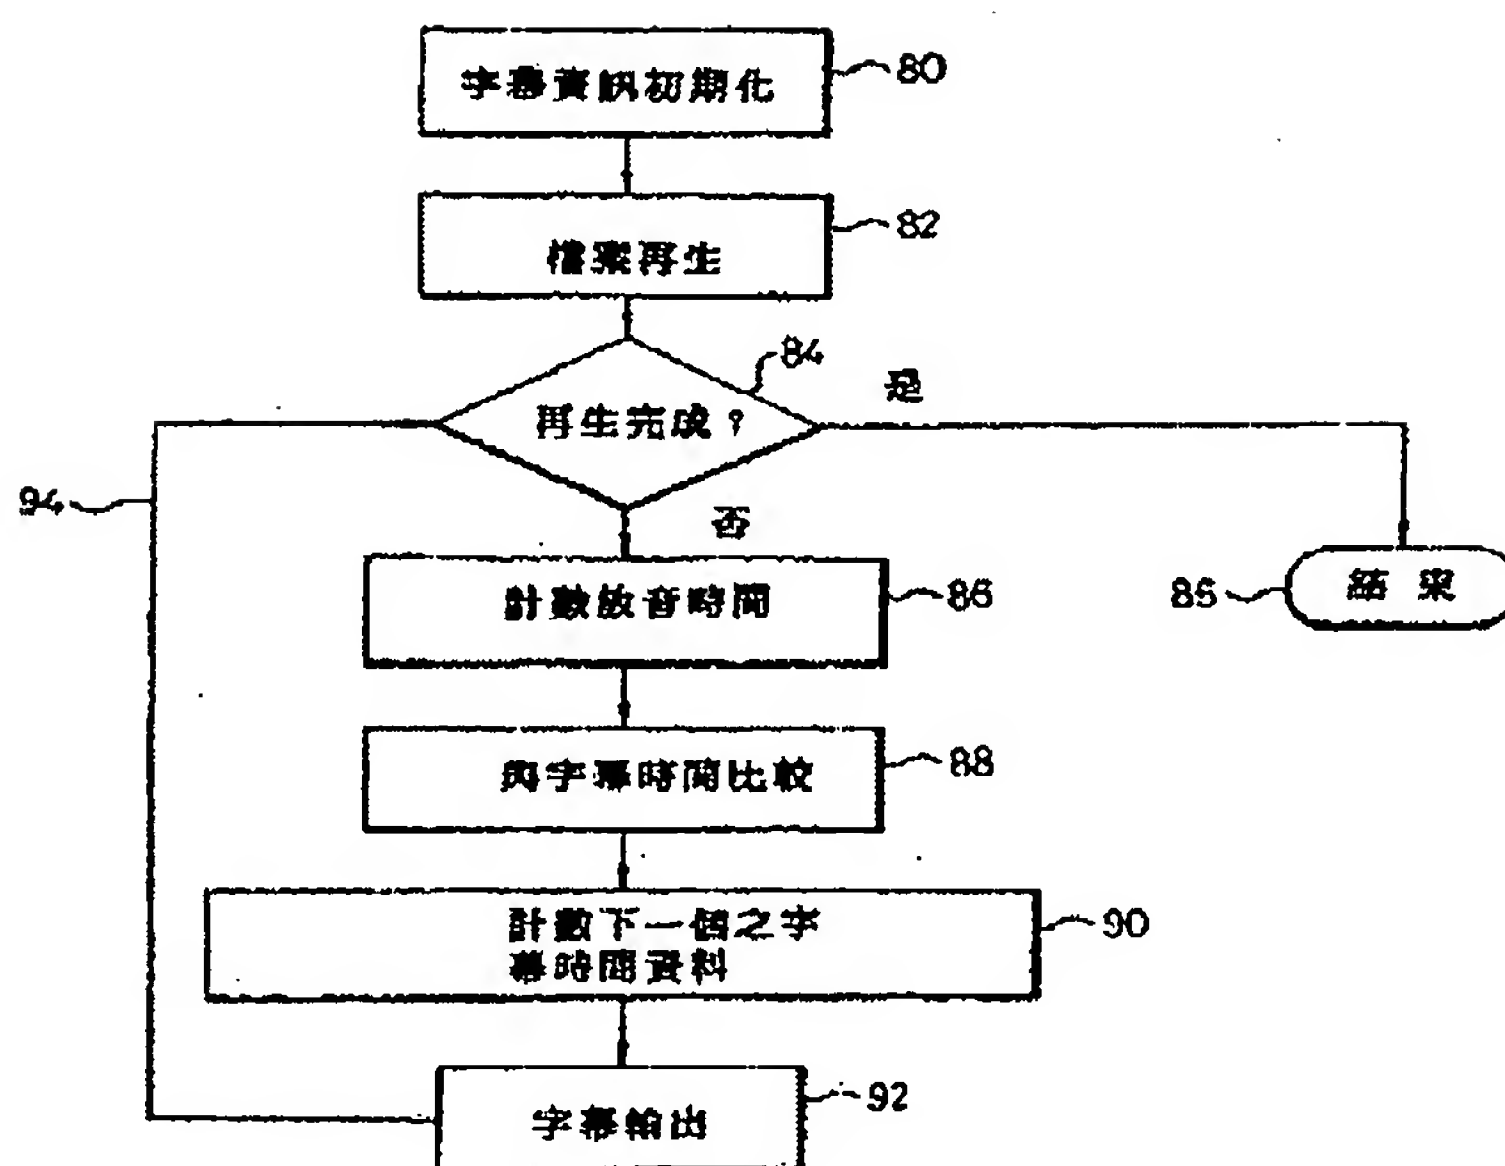 字幕資訊初期化
80
檔案再生
82
84
再生完成？
是
94
否
計數放音時間
86
86
結束
與字幕時間比較
88
計數下一個之字
幕時間資料
90
字幕輸出
92